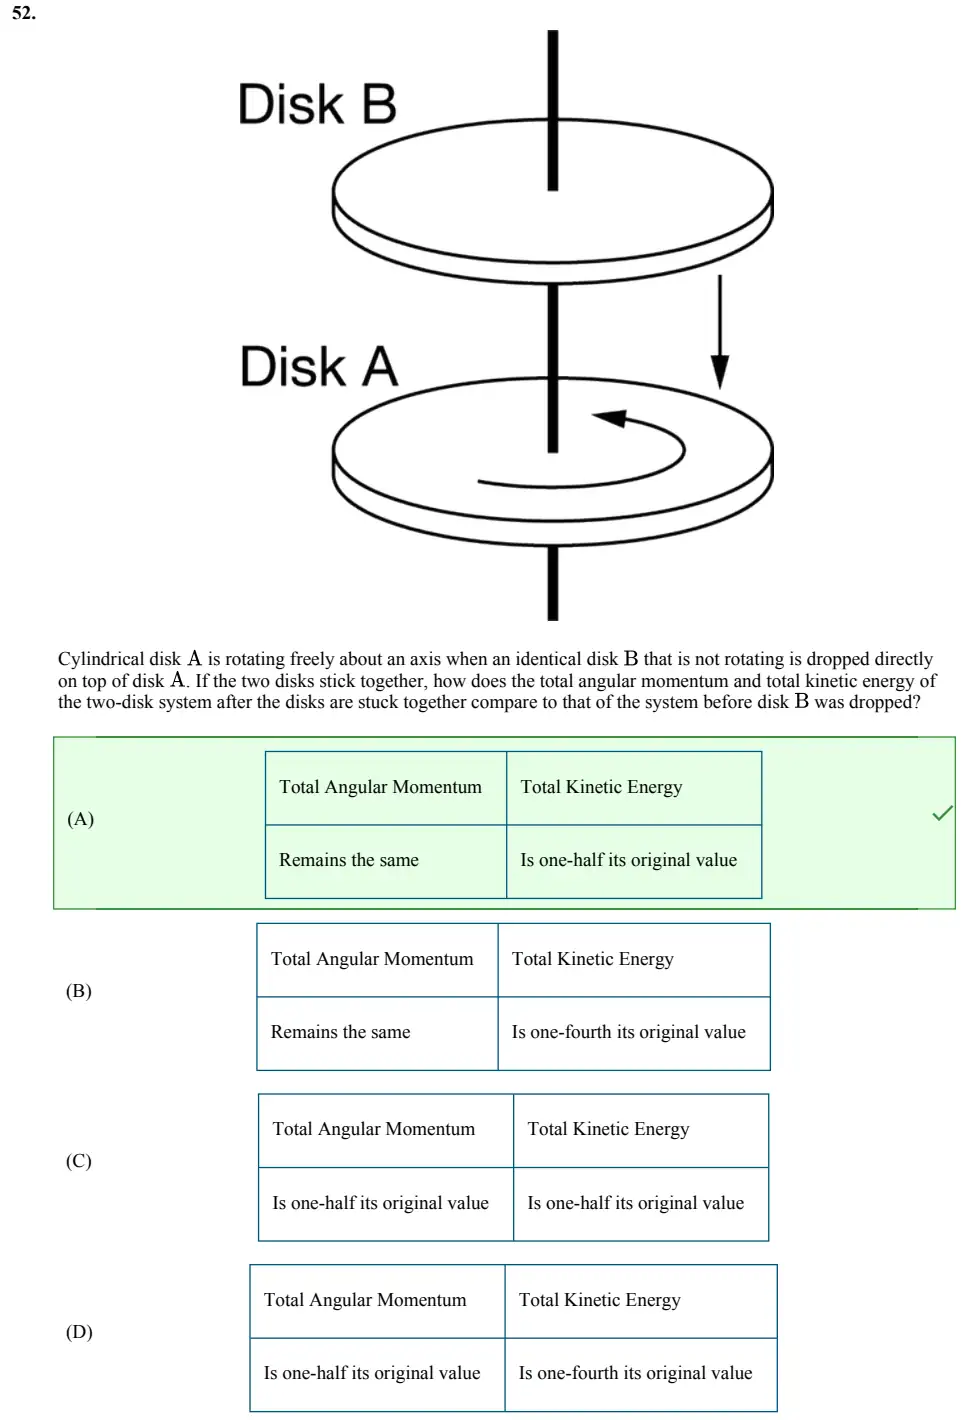 52.
Disk B
Disk A
Cylindrical disk A is rotating freely about an axis when an identical disk B that is not rotating is dropped directly
on top of disk A. If the two disks stick together, how does the total angular momentum and total kinetic energy of
the two-disk system after the disks are stuck together compare to that of the system before disk B was dropped?
(A)
Total Angular Momentum Total Kinetic Energy
Remains the same Is one-half its original value
(B)
Total Angular Momentum Total Kinetic Energy
Remains the same Is one-fourth its original value
(C)
Total Angular Momentum Total Kinetic Energy
Is one-half its original value Is one-half its original value
(D)
Total Angular Momentum Total Kinetic Energy
Is one-half its original value Is one-fourth its original value